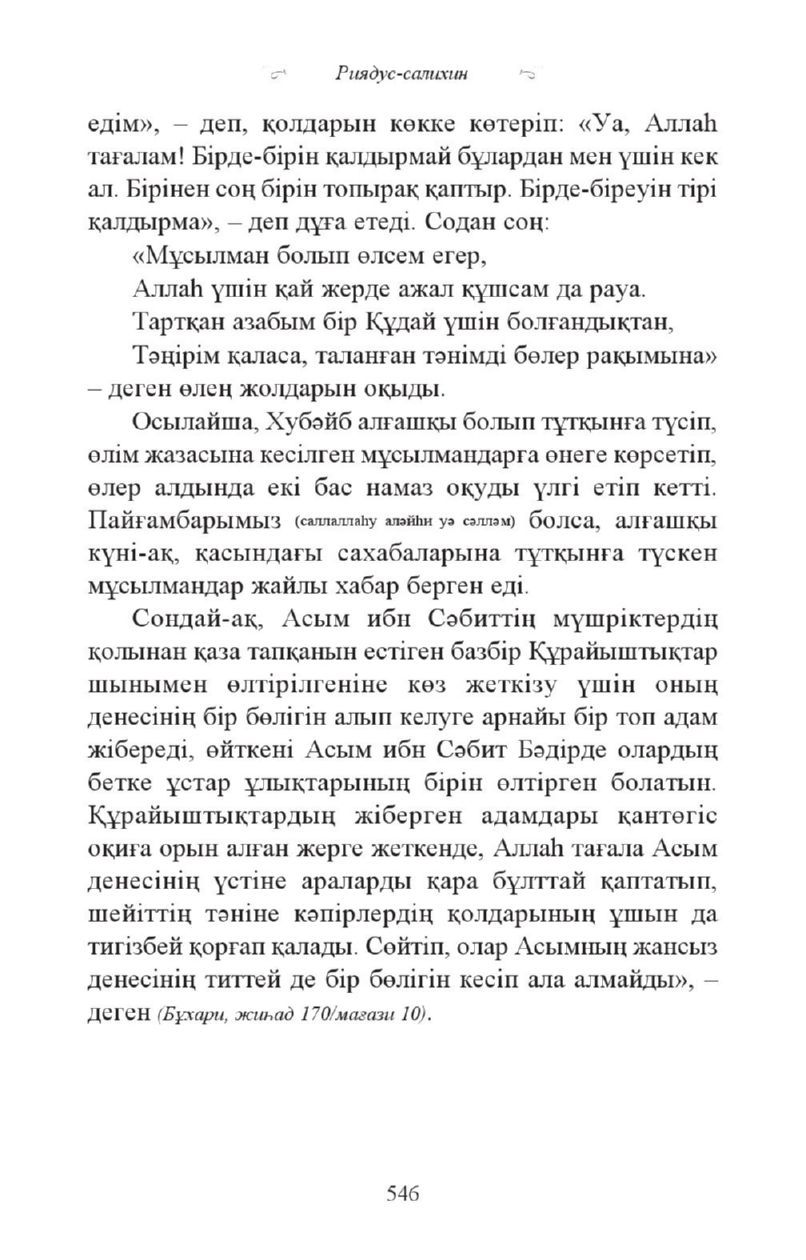 Риядус-салихин
едім», – деп, қолдарын көкке көтеріп: «Уа, Аллаһ
тағалам! Бірде-бірін қалдырмай бұлардан мен үшін кек
ал. Бірінен соң бірін топырақ қаптыр. Бірде-біреуін тірі
қалдырма», – деп дұға етеді. Содан соң:
«Мұсылман болып өлсем егер,
Аллаһ үшін қай жерде ажал құшсам да рауа.
Тартқан азабым бір Құдай үшін болғандықтан,
Тәңірім қаласа, таланған тәнімді бөлер рақымына»
– деген өлең жолдарын оқыды.
Осылайша, Хубәйб алғашқы болып тұтқынға түсіп,
өлім жазасына кесілген мұсылмандарға өнеге көрсетіп,
өлер алдында екі бас намаз оқуды үлгі етіп кетті.
Пайғамбарымыз (саллаллаһу аләйһи уә сәлләм) болса, алғашқы
күні-ақ, қасындағы сахабаларына тұтқынға түскен
мұсылмандар жайлы хабар берген еді.
Сондай-ақ, Асым ибн Сәбиттің мүшріктердің
қолынан қаза тапқанын естіген базбір Құрайыштықтар
шынымен өлтірілгеніне көз жеткізу үшін оның
денесінің бір бөлігін алып келуге арнайы бір топ адам
жібереді, өйткені Асым ибн Сәбит Бәдірде олардың
бетке ұстар ұлықтарының бірін өлтірген болатын.
Құрайыштықтардың жіберген адамдары қантөгіс
оқиға орын алған жерге жеткенде, Аллаһ тағала Асым
денесінің үстіне араларды қара бұлттай қаптатып,
шейіттің тәніне кәпірлердің қолдарының ұшын да
тигізбей қорғап қалады. Сөйтіп, олар Асымның жансыз
денесінің титтей де бір бөлігін кесіп ала алмайды», –
деген (Бұхари, жиһад 170/мағази 10).
546